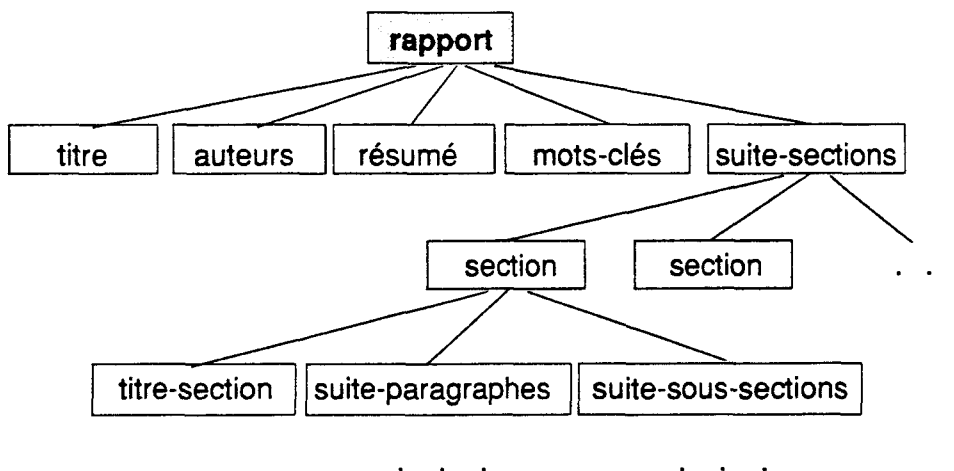 rapport
titre auteurs résumé mots-clés suite-sections
section section . .
titre-section suite-paragraphes suite-sous-sections